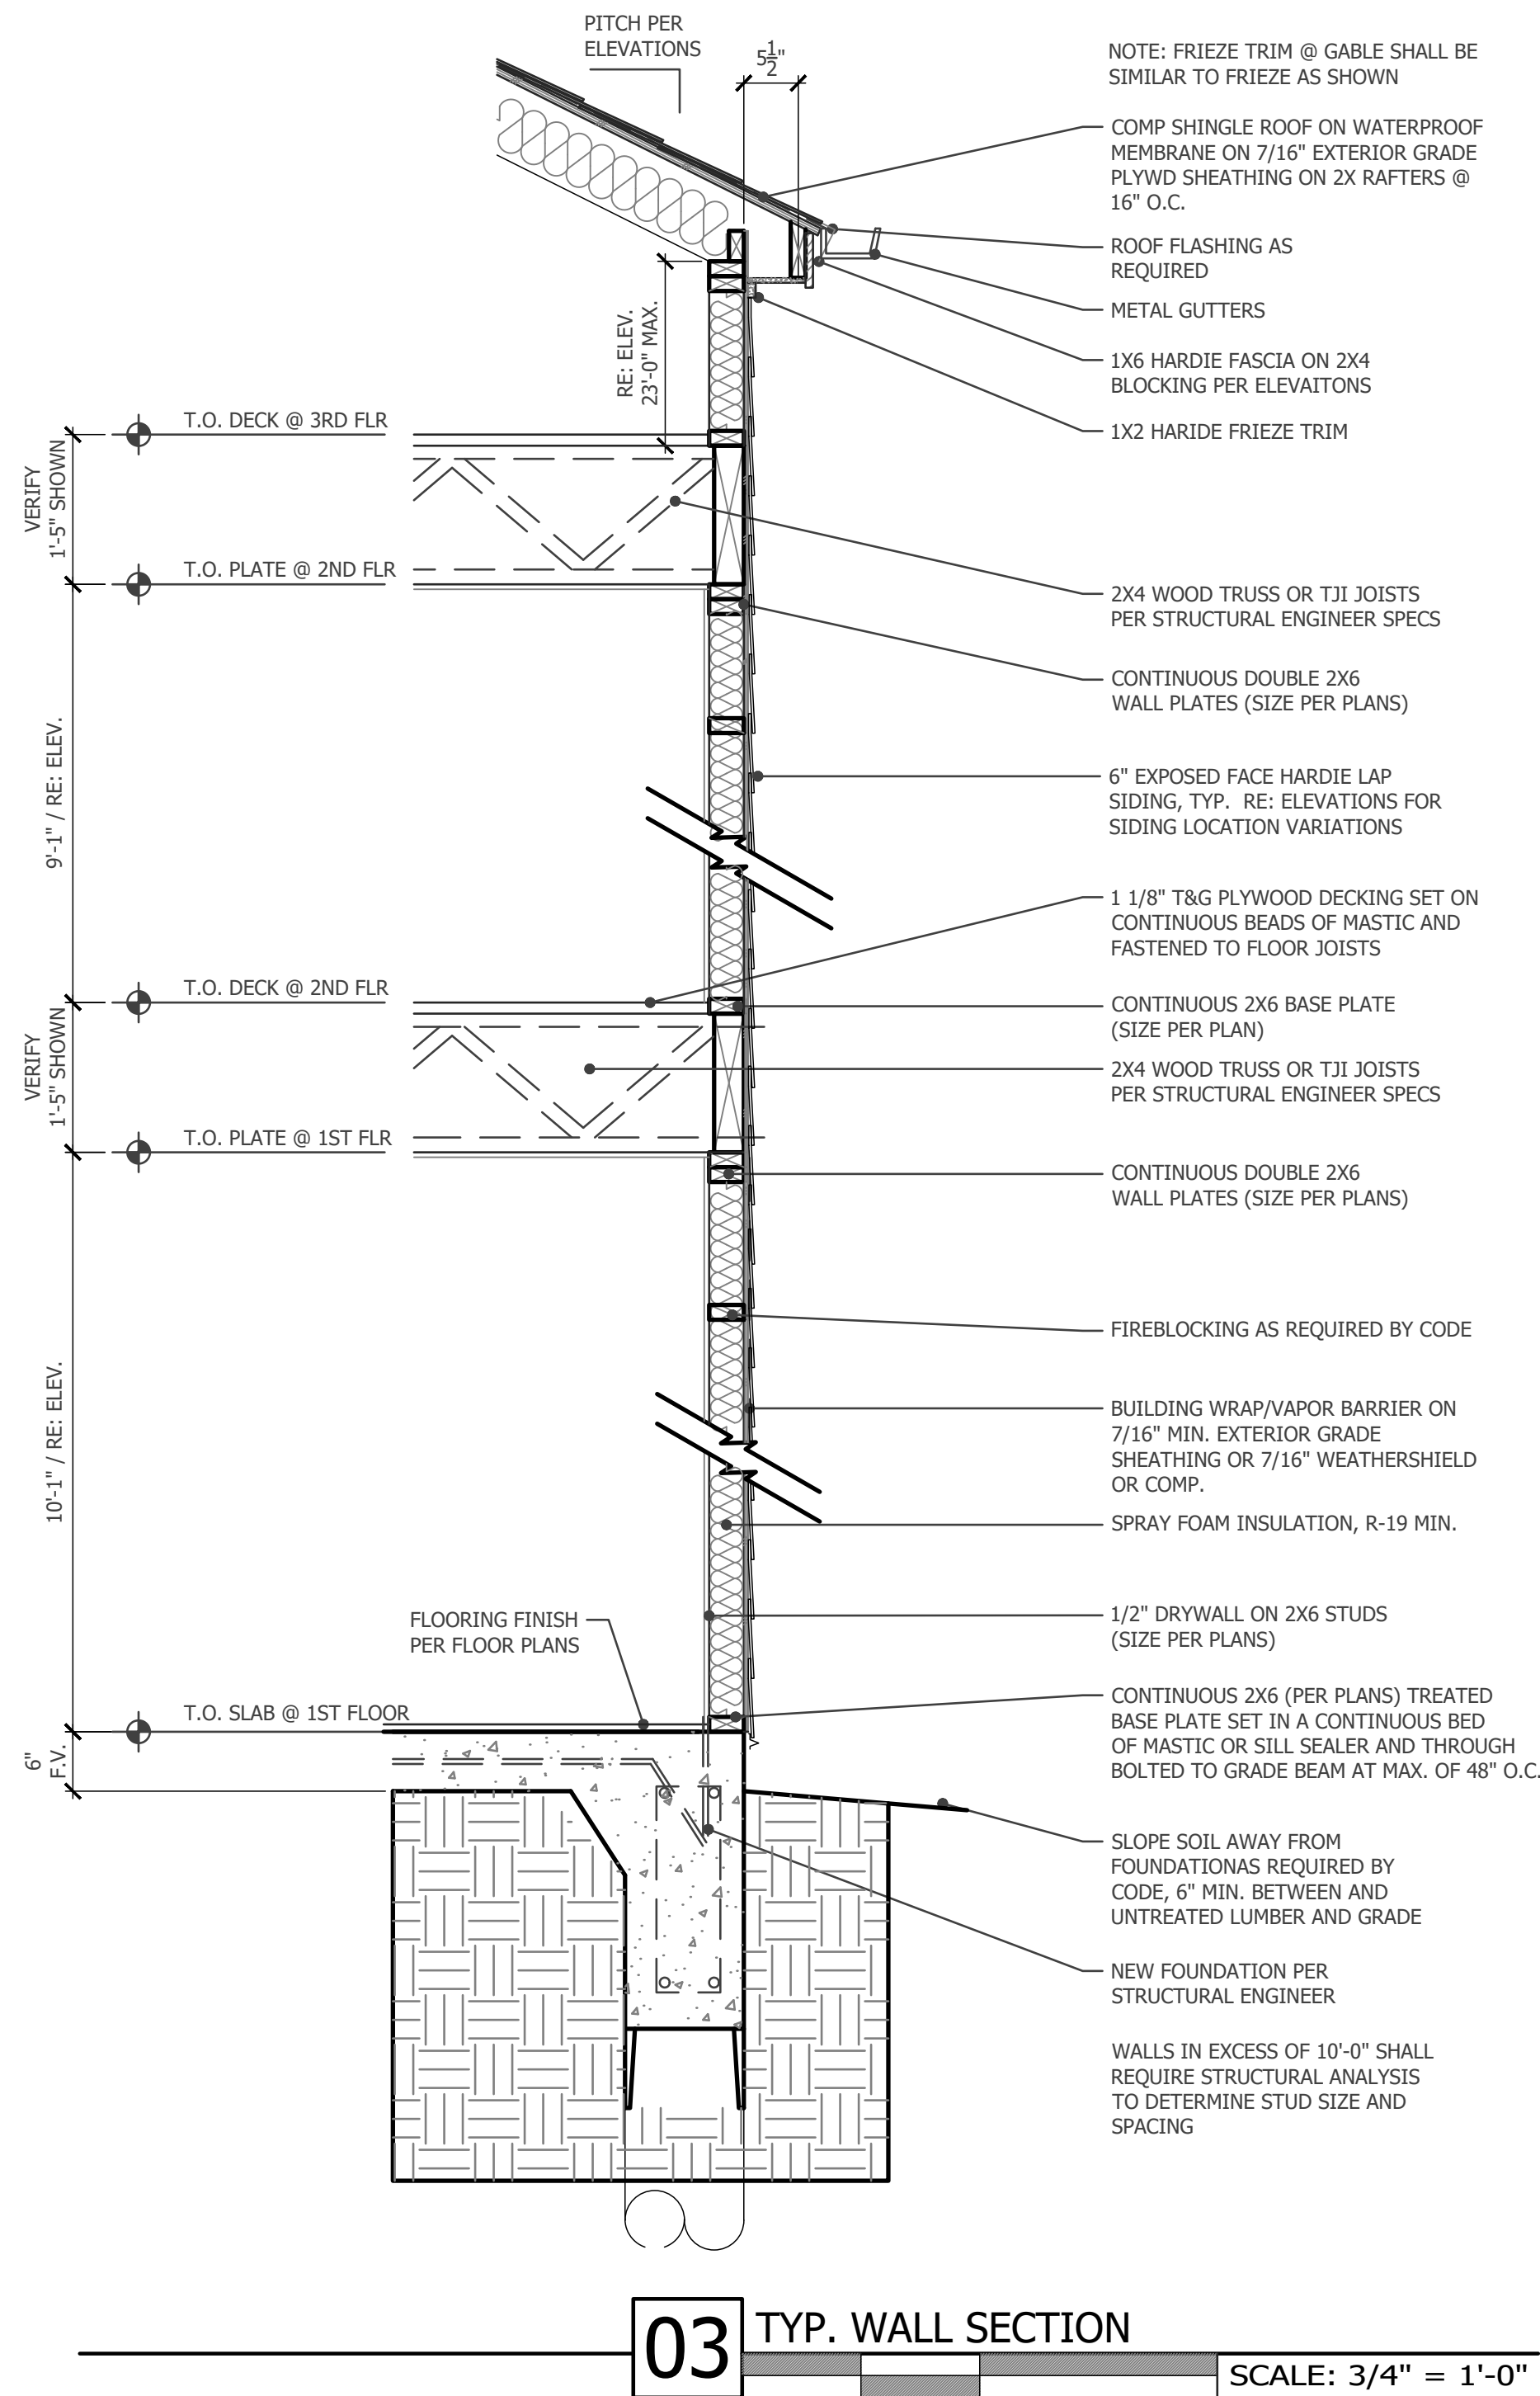 PITCH PER
ELEVATIONS
5 1/2"
NOTE: FRIEZE TRIM @ GABLE SHALL BE
SIMILAR TO FRIEZE AS SHOWN
COMP SHINGLE ROOF ON WATERPROOF
MEMBRANE ON 7/16" EXTERIOR GRADE
PLYWD SHEATHING ON 2X RAFTERS @
16" O.C.
ROOF FLASHING AS
REQUIRED
METAL GUTTERS
1X6 HARDIE FASCIA ON 2X4
BLOCKING PER ELEVAITONS
1X2 HARIDE FRIEZE TRIM
RE: ELEV.
23'-0" MAX.
T.O. DECK @ 3RD FLR
VERIFY
1'-5" SHOWN
T.O. PLATE @ 2ND FLR
2X4 WOOD TRUSS OR TJI JOISTS
PER STRUCTURAL ENGINEER SPECS
CONTINUOUS DOUBLE 2X6
WALL PLATES (SIZE PER PLANS)
9'-1" / RE: ELEV.
6" EXPOSED FACE HARDIE LAP
SIDING, TYP. RE: ELEVATIONS FOR
SIDING LOCATION VARIATIONS
1 1/8" T&G PLYWOOD DECKING SET ON
CONTINUOUS BEADS OF MASTIC AND
FASTENED TO FLOOR JOISTS
T.O. DECK @ 2ND FLR
CONTINUOUS 2X6 BASE PLATE
(SIZE PER PLAN)
VERIFY
1'-5" SHOWN
2X4 WOOD TRUSS OR TJI JOISTS
PER STRUCTURAL ENGINEER SPECS
T.O. PLATE @ 1ST FLR
CONTINUOUS DOUBLE 2X6
WALL PLATES (SIZE PER PLANS)
FIREBLOCKING AS REQUIRED BY CODE
10'-1" / RE: ELEV.
BUILDING WRAP/VAPOR BARRIER ON
7/16" MIN. EXTERIOR GRADE
SHEATHING OR 7/16" WEATHERSHIELD
OR COMP.
SPRAY FOAM INSULATION, R-19 MIN.
FLOORING FINISH
PER FLOOR PLANS
1/2" DRYWALL ON 2X6 STUDS
(SIZE PER PLANS)
T.O. SLAB @ 1ST FLOOR
CONTINUOUS 2X6 (PER PLANS) TREATED
BASE PLATE SET IN A CONTINUOUS BED
OF MASTIC OR SILL SEALER AND THROUGH
BOLTED TO GRADE BEAM AT MAX. OF 48" O.C.
6"
F.V.
SLOPE SOIL AWAY FROM
FOUNDATIONAS REQUIRED BY
CODE, 6" MIN. BETWEEN AND
UNTREATED LUMBER AND GRADE
NEW FOUNDATION PER
STRUCTURAL ENGINEER
WALLS IN EXCESS OF 10'-0" SHALL
REQUIRE STRUCTURAL ANALYSIS
TO DETERMINE STUD SIZE AND
SPACING
03
TYP. WALL SECTION
SCALE: 3/4" = 1'-0"